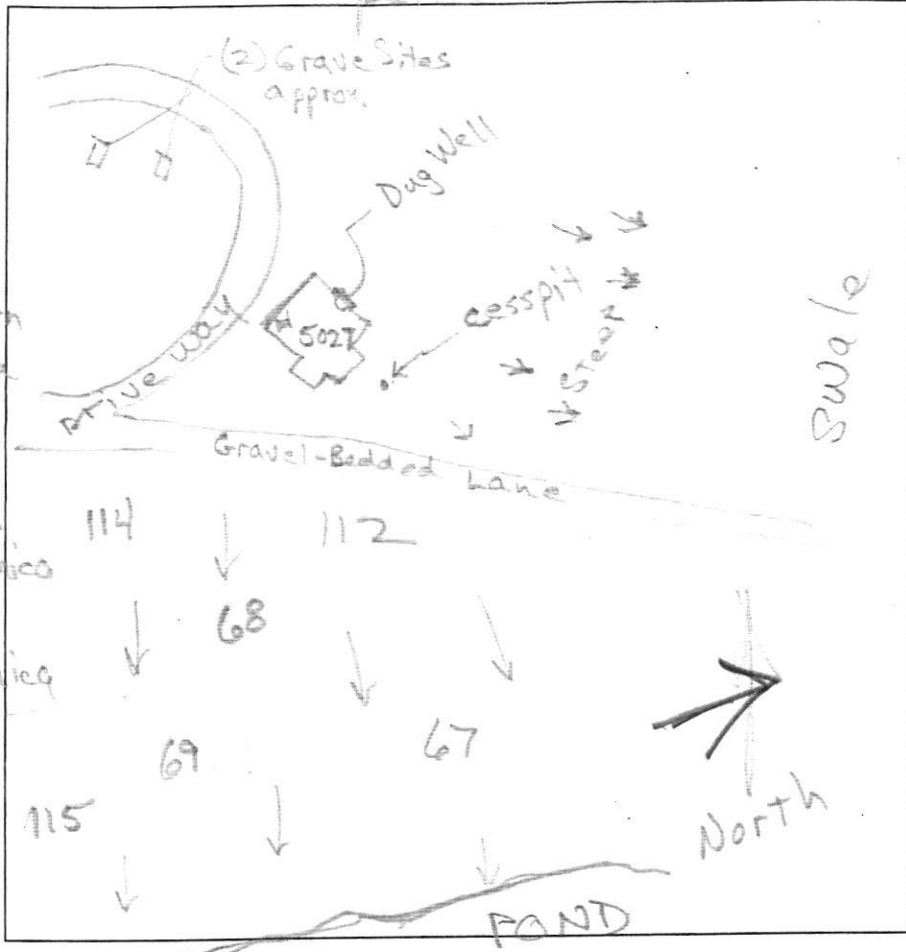 (2) Grave Sites
approx.
Dug Well
cesspit
5027
Steep
Swale
Driveway
Gravel-Bedded Lane
114
112
68
69
67
115
North
POND